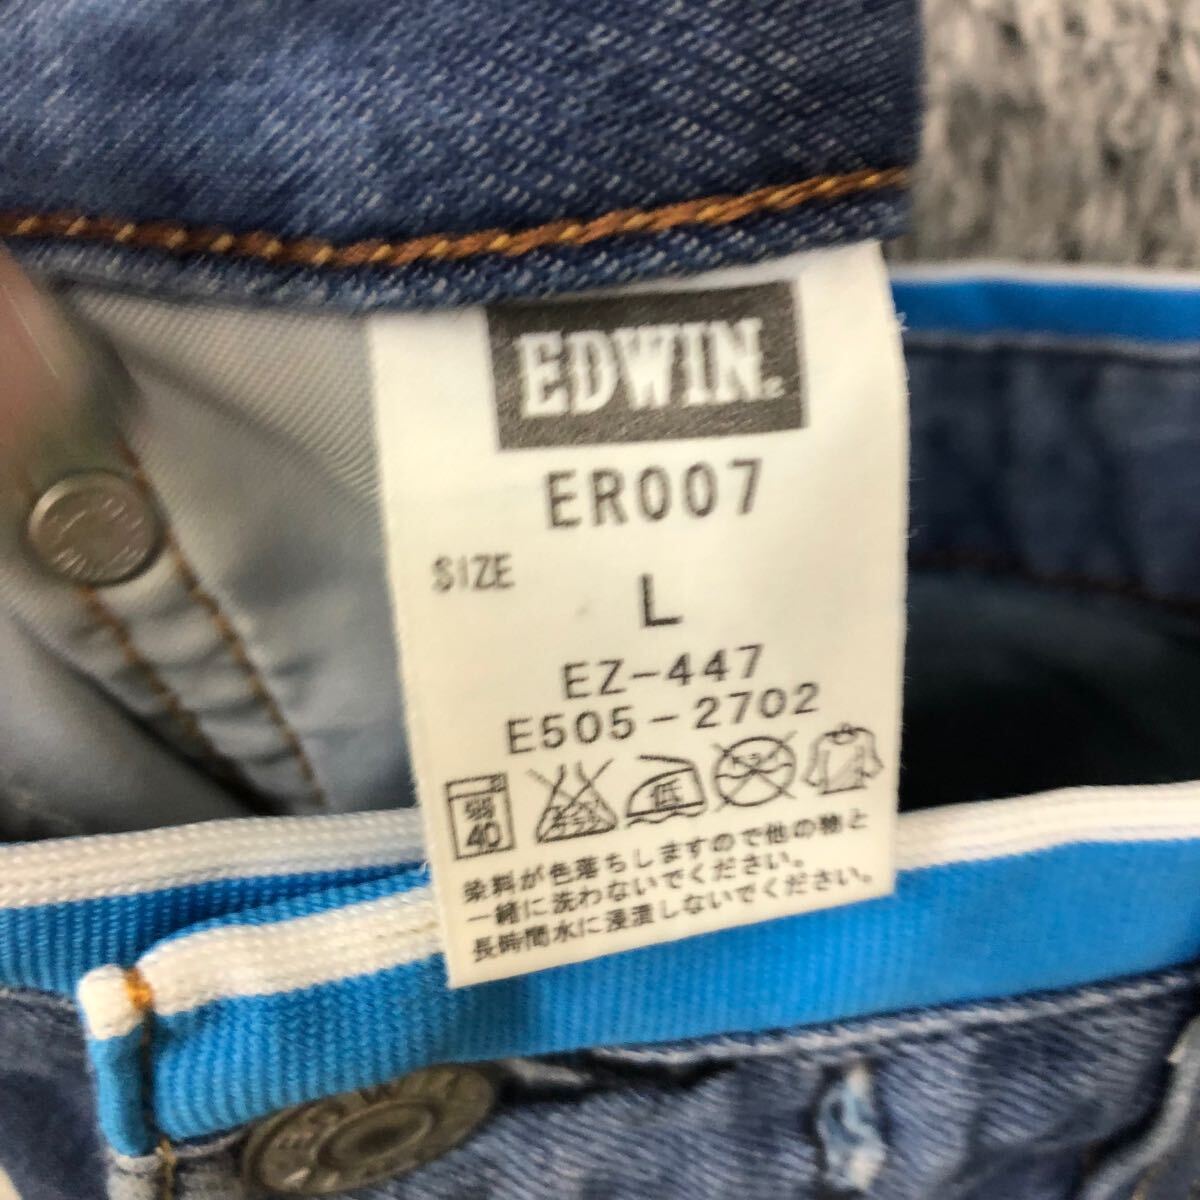 EDWIN.
ER007
SIZE
L
EZ-447
E505-2702
40
低
染料が色落ちしますので他の物と
一緒に洗わないでください。
長時間水に浸漬しないでください。
EDWIN